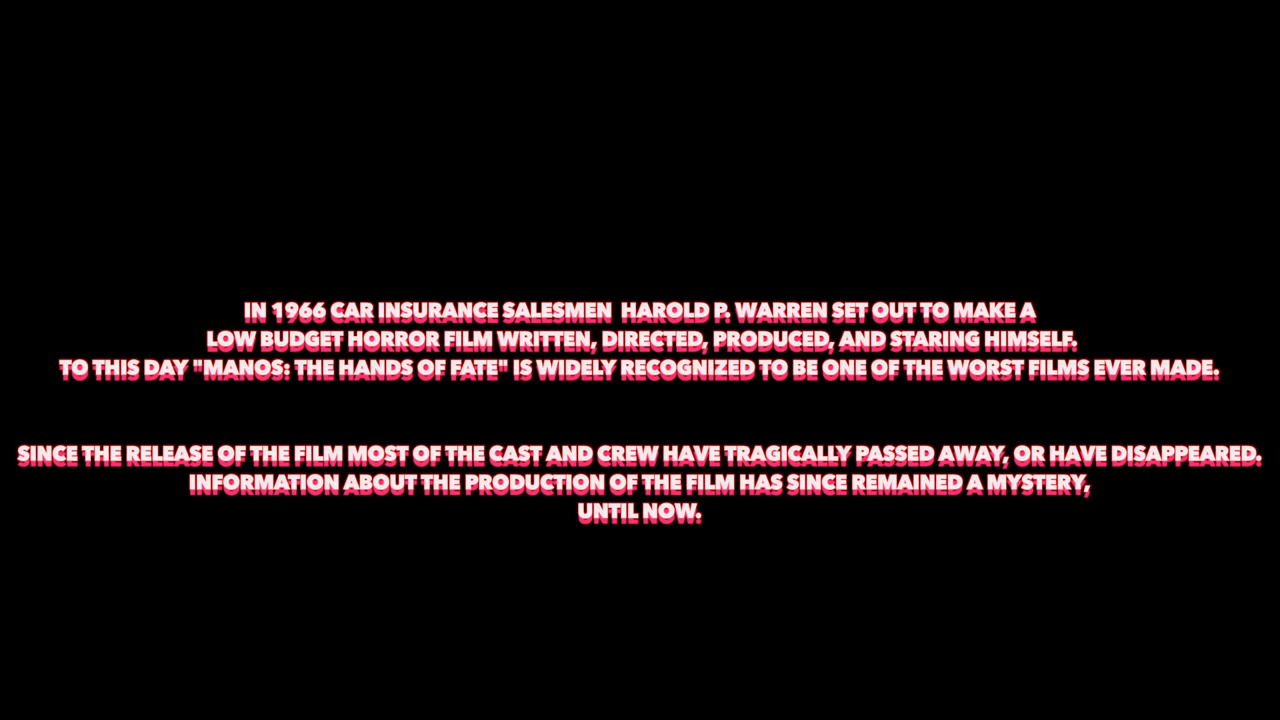 IN 1966 CAR INSURANCE SALESMEN  HAROLD P. WARREN SET OUT TO MAKE A
LOW BUDGET HORROR FILM WRITTEN, DIRECTED, PRODUCED, AND STARING HIMSELF.
TO THIS DAY "MANOS: THE HANDS OF FATE" IS WIDELY RECOGNIZED TO BE ONE OF THE WORST FILMS EVER MADE.
SINCE THE RELEASE OF THE FILM MOST OF THE CAST AND CREW HAVE TRAGICALLY PASSED AWAY, OR HAVE DISAPPEARED.
INFORMATION ABOUT THE PRODUCTION OF THE FILM HAS SINCE REMAINED A MYSTERY,
UNTIL NOW.